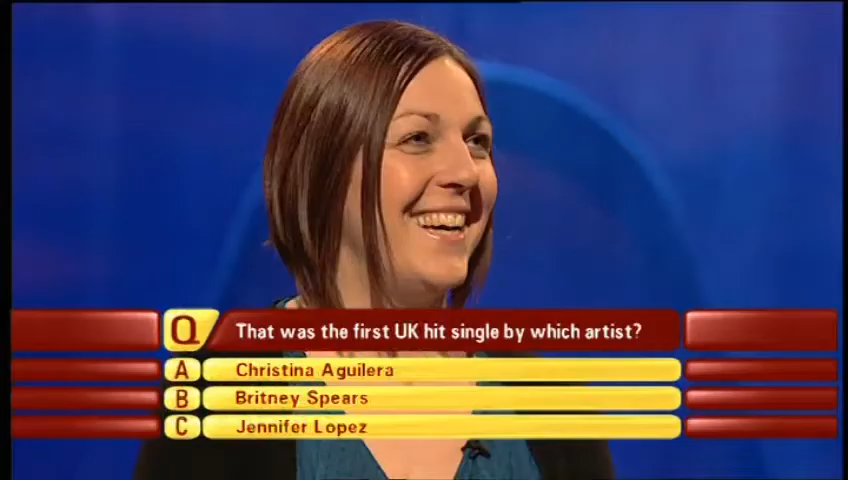 Q That was the first UK hit single by which artist?
A Christina Aguilera
B Britney Spears
C Jennifer Lopez